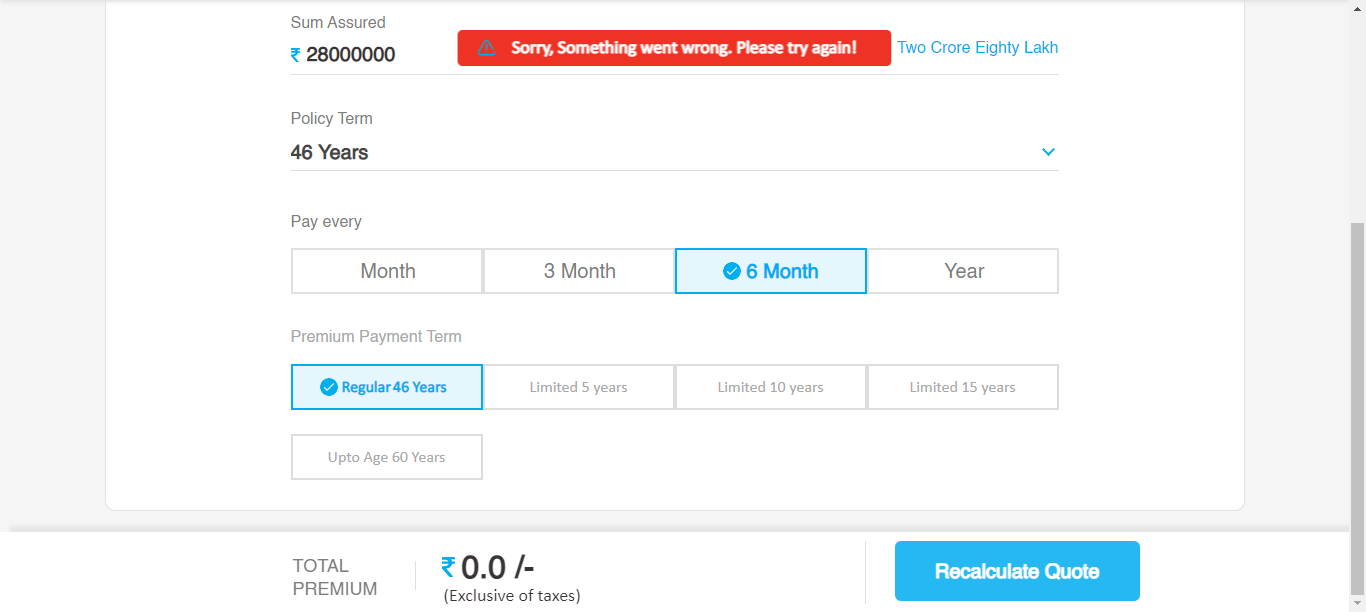 Sum Assured
₹ 28000000
Sorry, Something went wrong. Please try again!
Two Crore Eighty Lakh
Policy Term
46 Years
Pay every
Month
3 Month
6 Month
Year
Premium Payment Term
Regular 46 Years
Limited 5 years
Limited 10 years
Limited 15 years
Upto Age 60 Years
TOTAL
PREMIUM
₹ 0.0 /-
(Exclusive of taxes)
Recalculate Quote